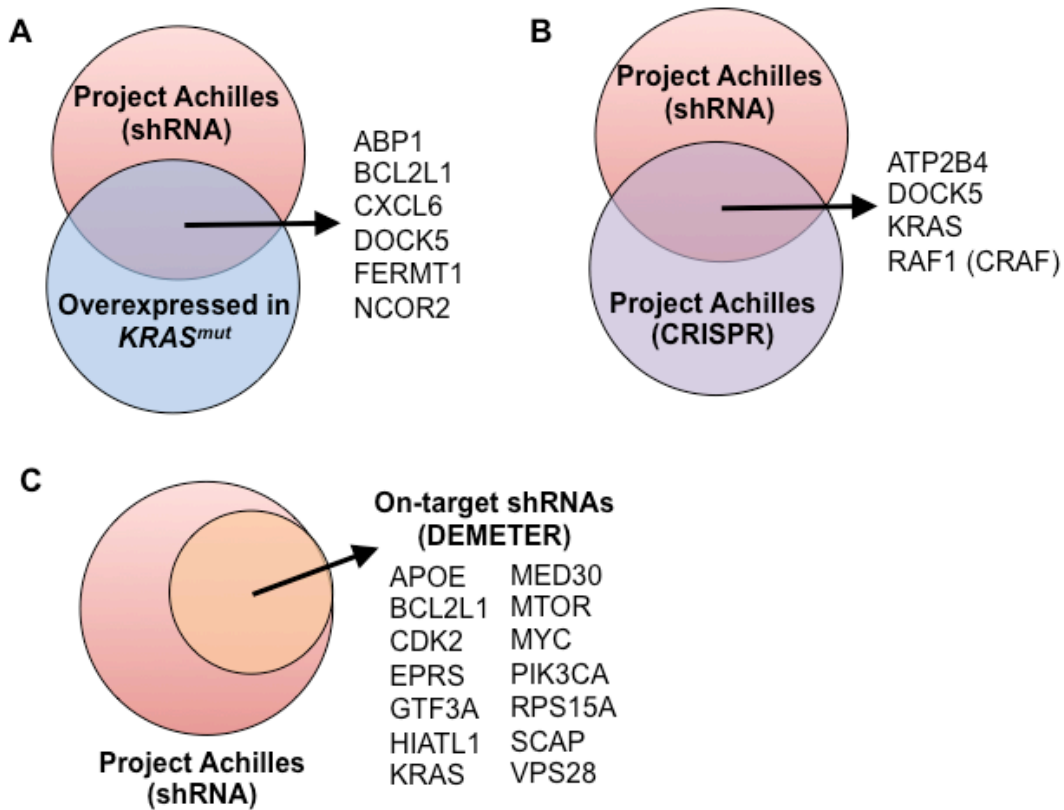 A
Project Achilles
(shRNA)
Overexpressed in
KRASmut
ABP1
BCL2L1
CXCL6
DOCK5
FERMT1
NCOR2
B
Project Achilles
(shRNA)
Project Achilles
(CRISPR)
ATP2B4
DOCK5
KRAS
RAF1 (CRAF)
C
Project Achilles
(shRNA)
On-target shRNAs
(DEMETER)
APOE MED30
BCL2L1 MTOR
CDK2 MYC
EPRS PIK3CA
GTF3A RPS15A
HIATL1 SCAP
KRAS VPS28